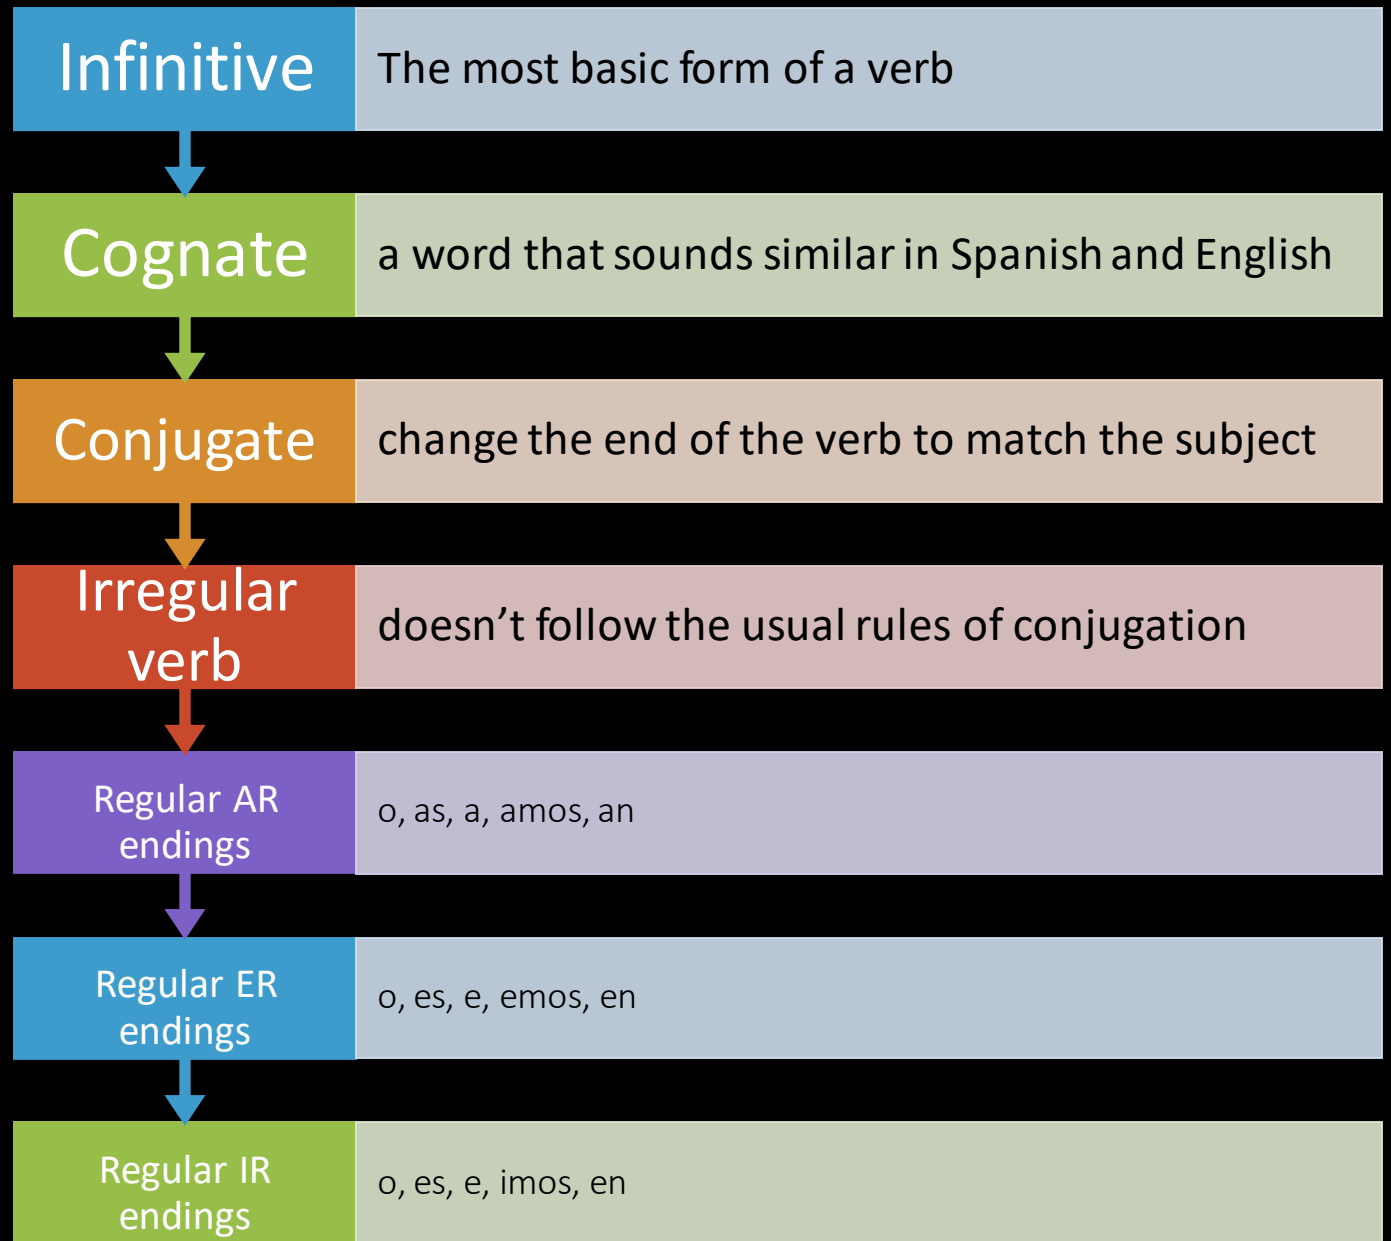 Infinitive
The most basic form of a verb
Cognate
a word that sounds similar in Spanish and English
Conjugate
change the end of the verb to match the subject
Irregular
verb
doesn’t follow the usual rules of conjugation
Regular AR
endings
o, as, a, amos, an
Regular ER
endings
o, es, e, emos, en
Regular IR
endings
o, es, e, imos, en